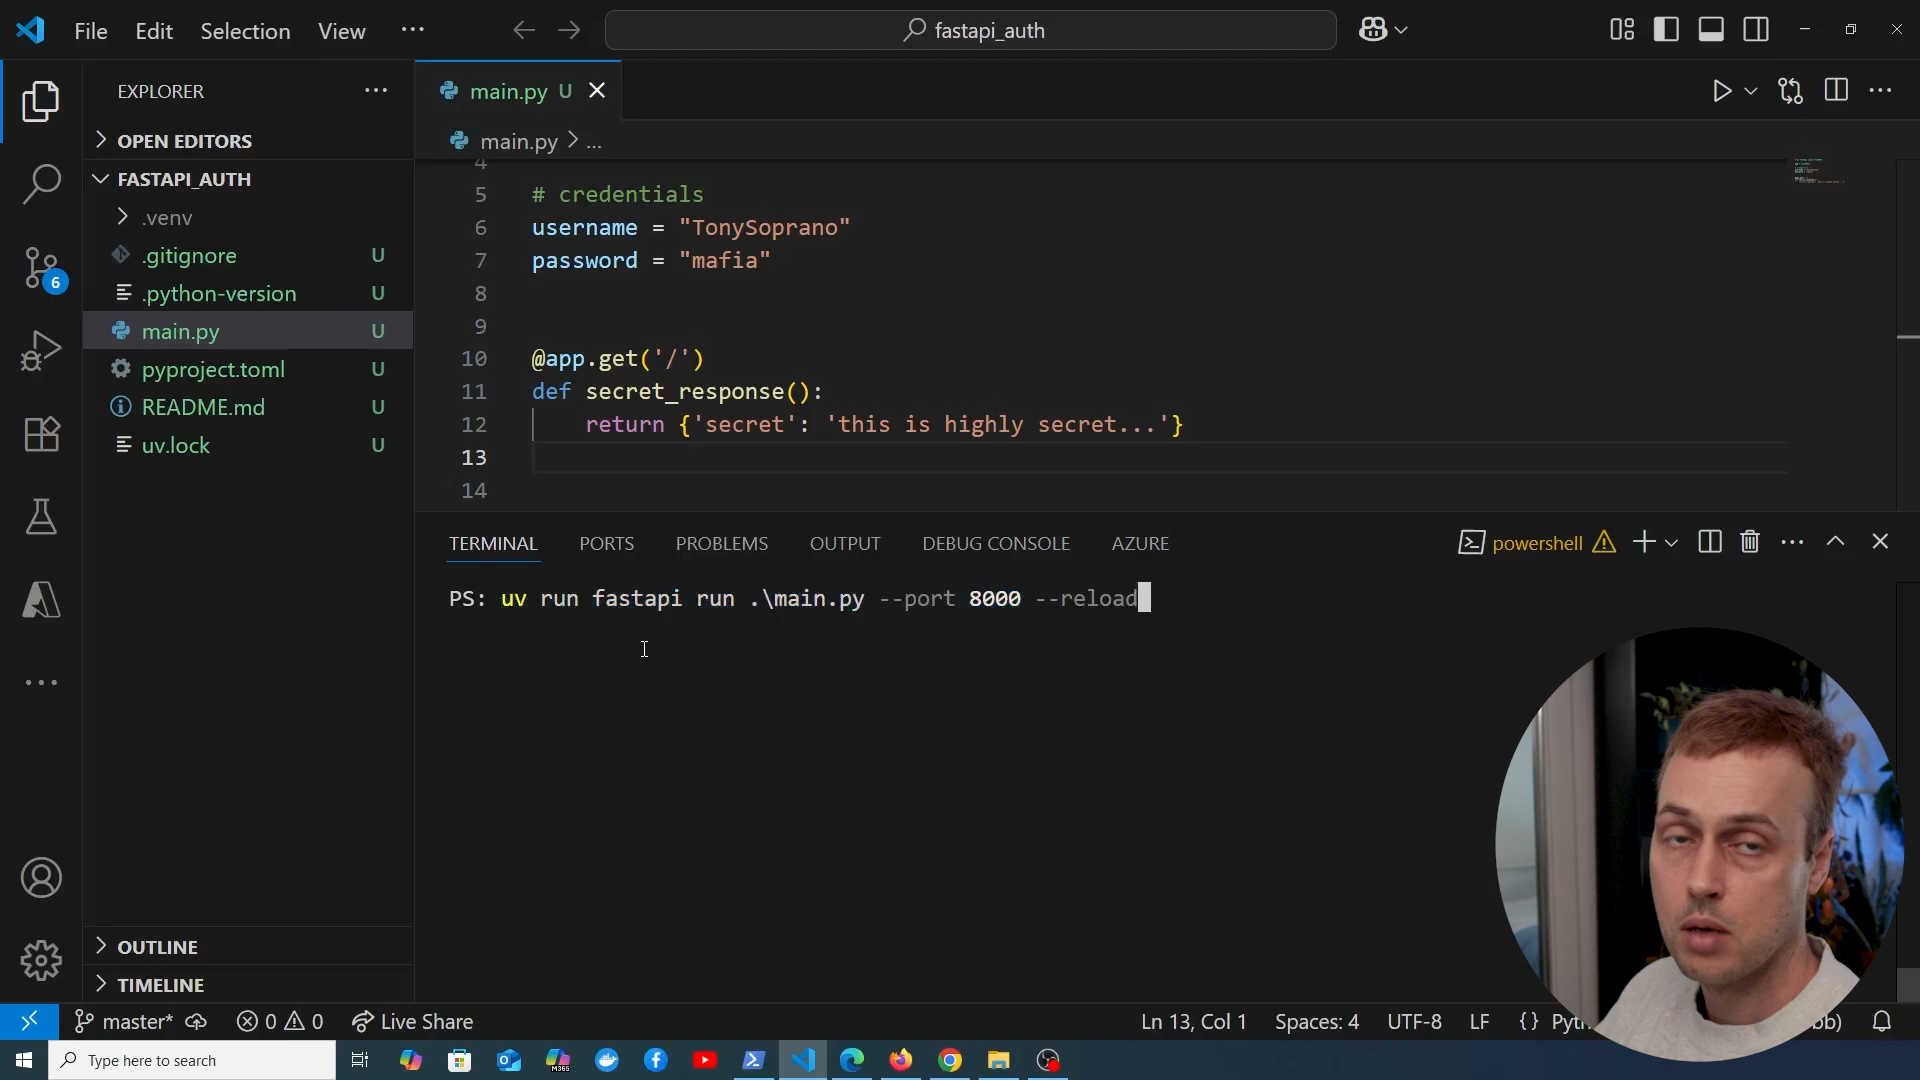 File Edit Selection View ...
fastapi_auth
EXPLORER
OPEN EDITORS
FASTAPI_AUTH
.venv
.gitignore U
.python-version U
main.py U
pyproject.toml U
README.md U
uv.lock U
OUTLINE
TIMELINE
6
main.py U
main.py > ...
4
5 # credentials
6 username = "TonySoprano"
7 password = "mafia"
8
9
10 @app.get('/')
11 def secret_response():
12 return {'secret': 'this is highly secret...'}
13
14
TERMINAL PORTS PROBLEMS OUTPUT DEBUG CONSOLE AZURE
powershell
PS: uv run fastapi run .\main.py --port 8000 --reload
master* 0 0 Live Share
Ln 13, Col 1 Spaces: 4 UTF-8 LF {}
Type here to search
M365